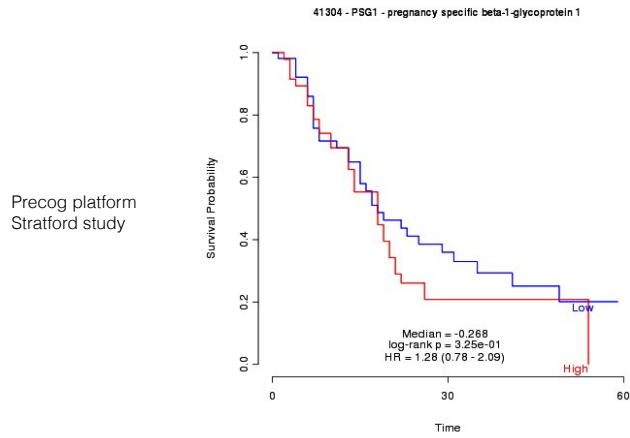 41304 - PSG1 - pregnancy specific beta-1-glycoprotein 1
Precog platform
Stratford study
Survival Probability
1.0
0.8
0.6
0.4
0.2
0.0
Low
Median = -0.268
log-rank p = 3.25e-01
HR = 1.28 (0.78 - 2.09)
High
0
30
60
Time